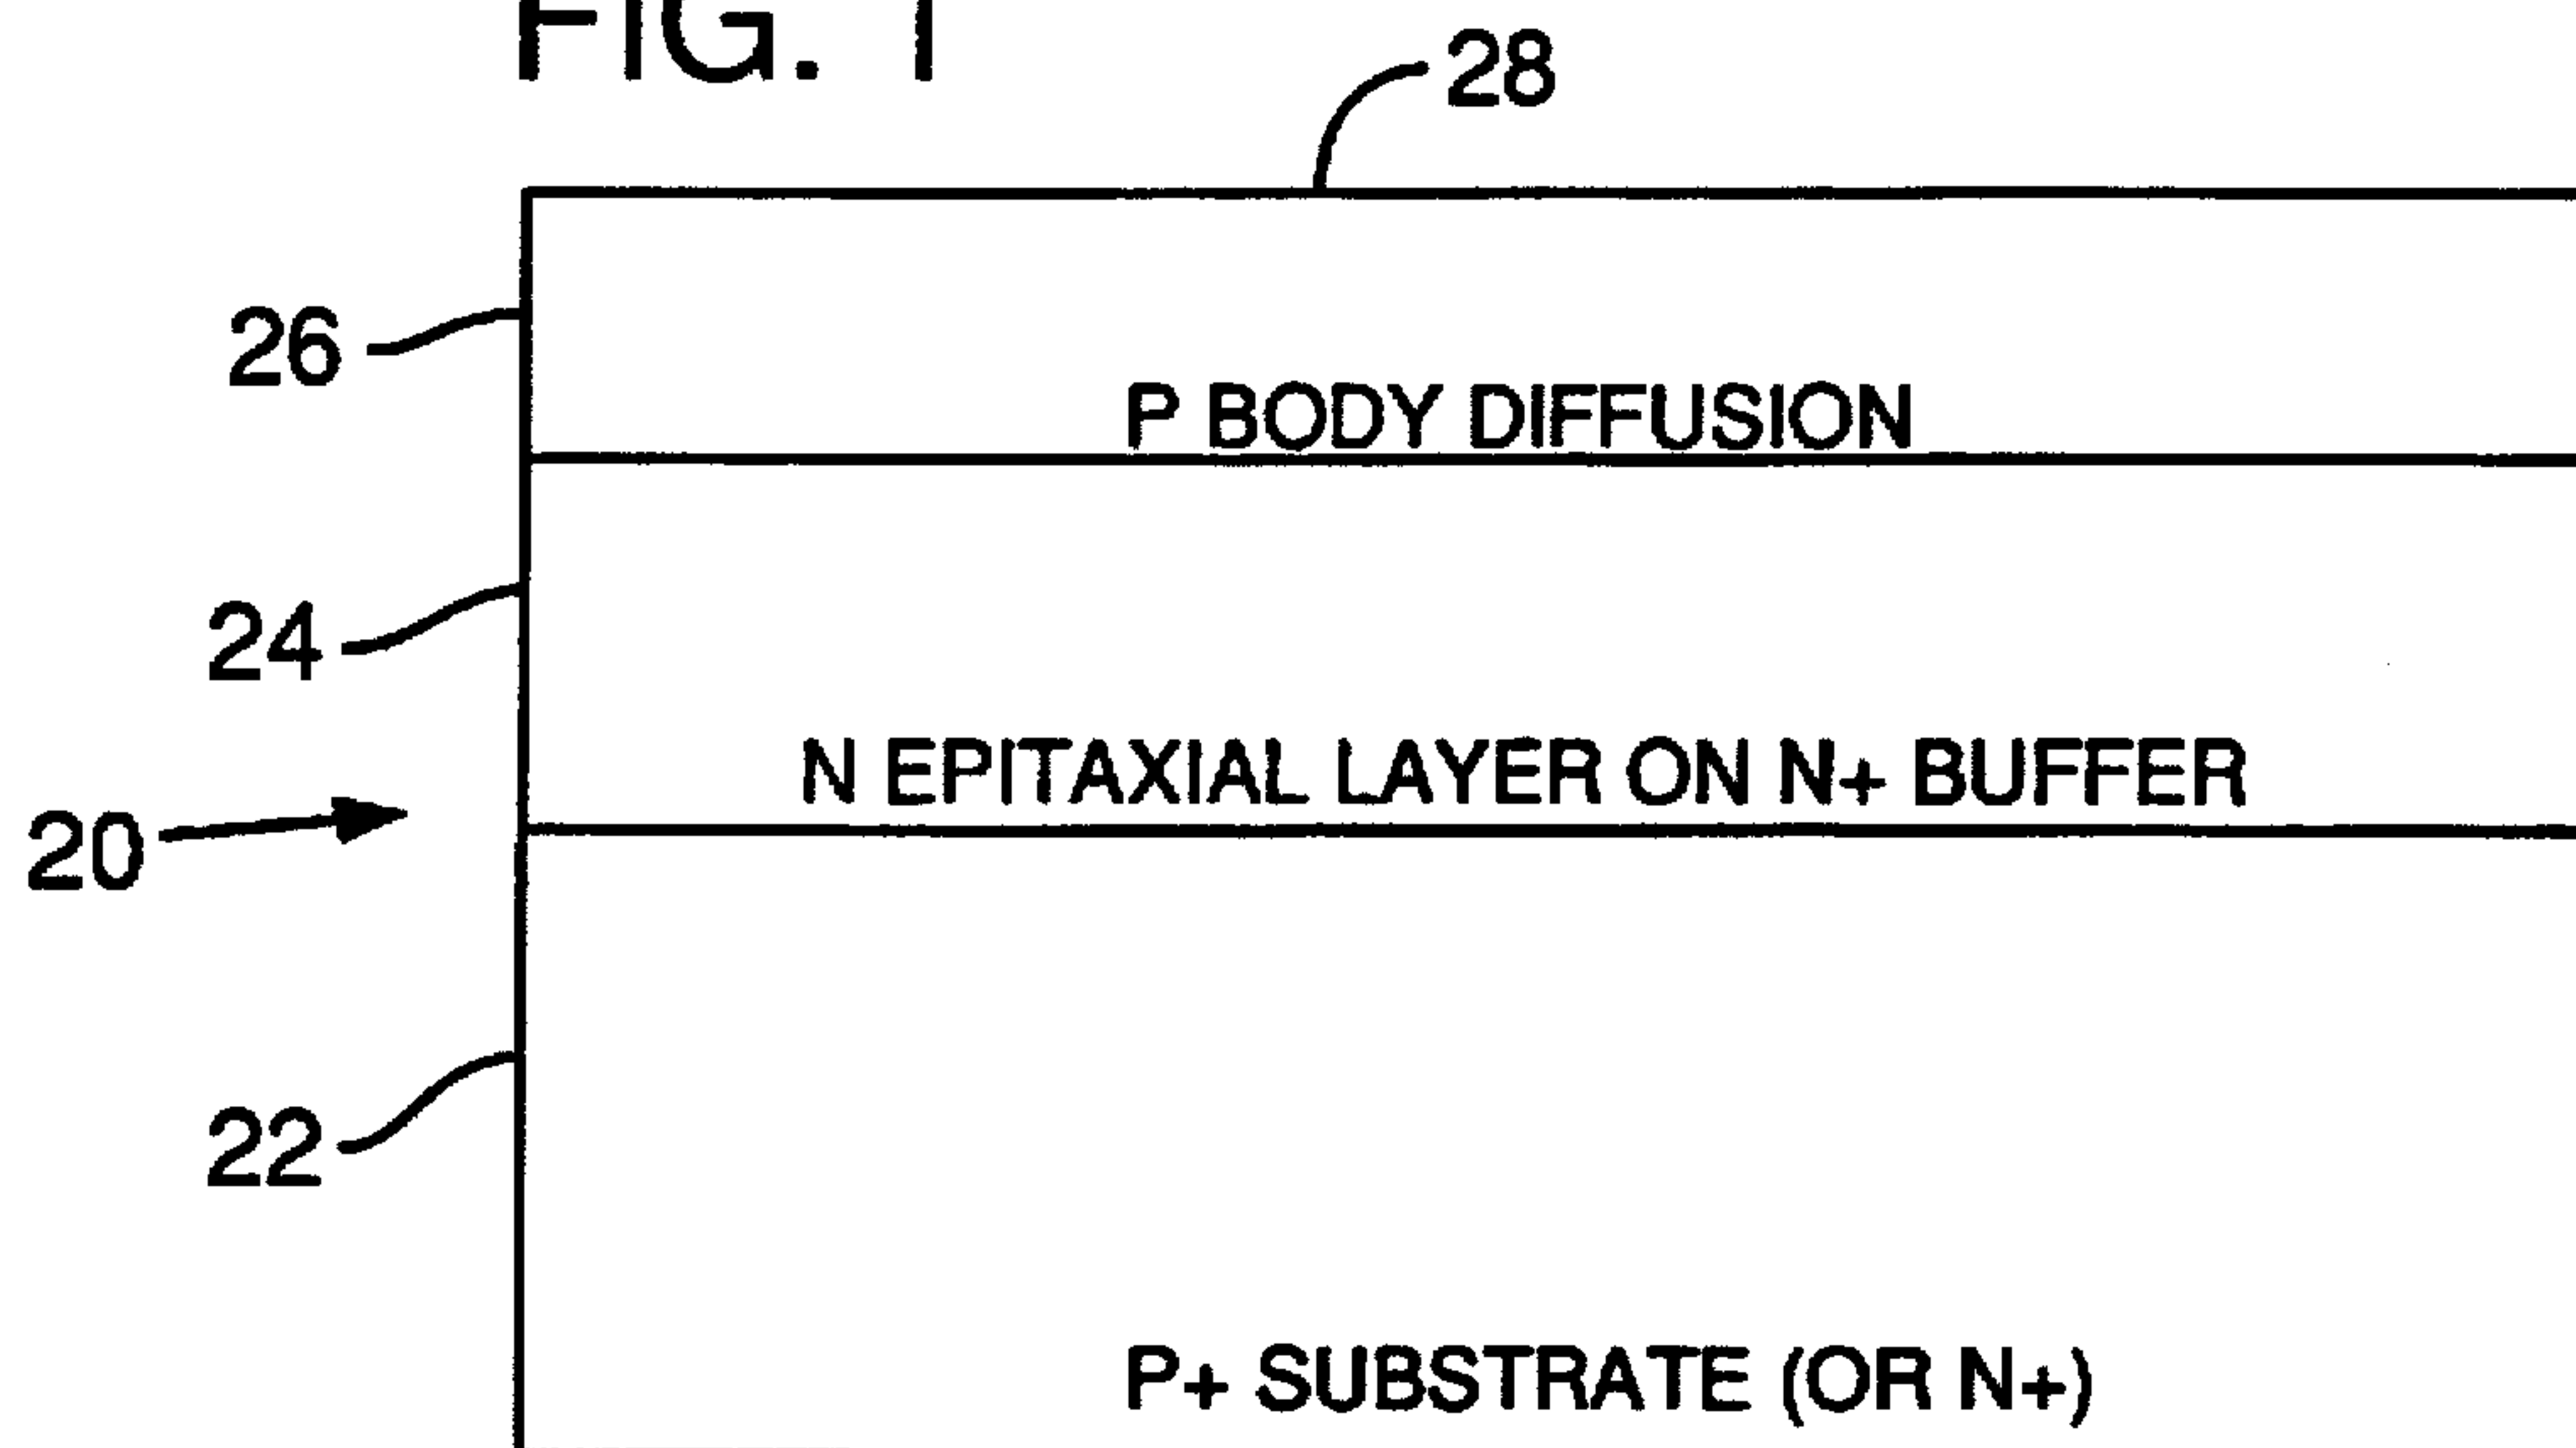 FIG. 1
28
26
P BODY DIFFUSION
24
N EPITAXIAL LAYER ON N+ BUFFER
20
22
P+ SUBSTRATE (OR N+)